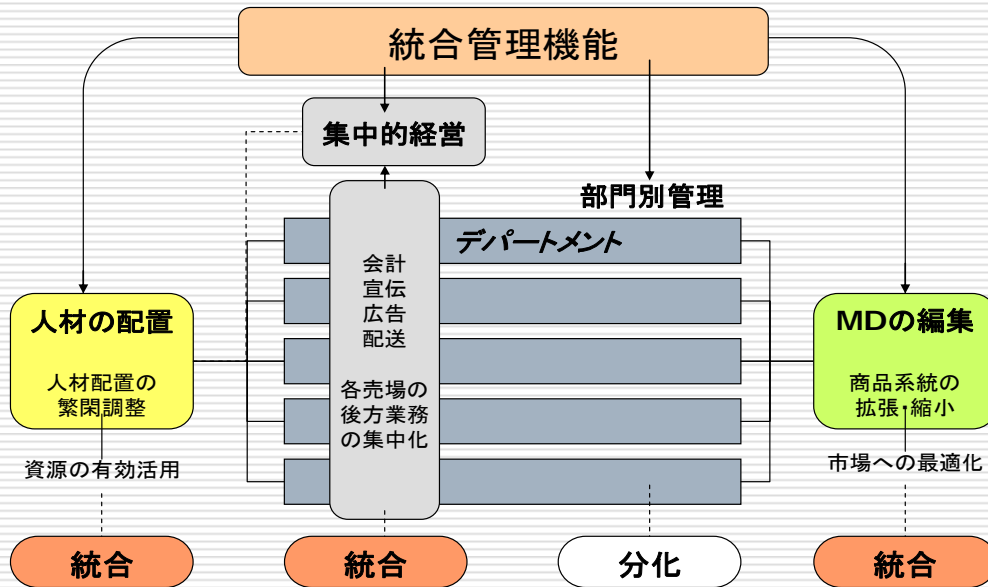 統合管理機能
集中的経営
部門別管理
デパートメント
会計
宣伝
広告
配送
各売場の
後方業務
の集中化
人材の配置
人材配置の
繁閑調整
資源の有効活用
MDの編集
商品系統の
拡張・縮小
市場への最適化
統合
統合
分化
統合